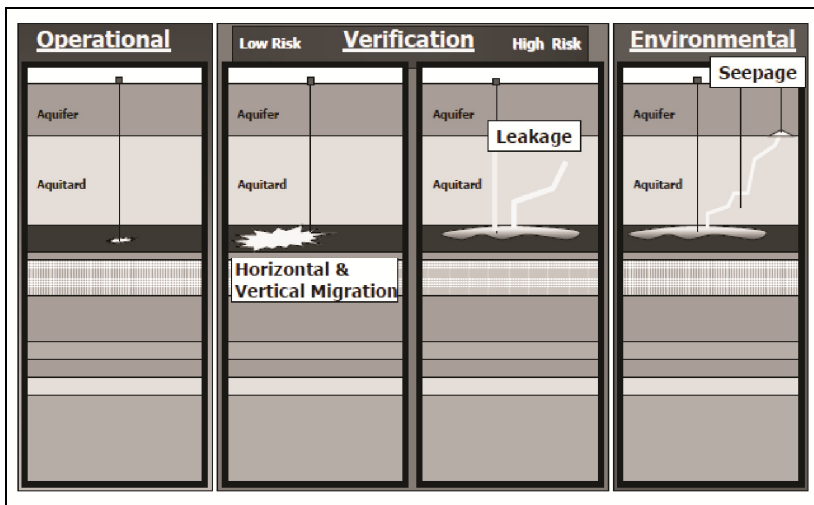 Operational
Low Risk Verification High Risk
Environmental
Seepage
Aquifer
Aquifer
Aquifer
Aquifer
Leakage
Aquitard
Aquitard
Aquitard
Aquitard
Horizontal &
Vertical Migration